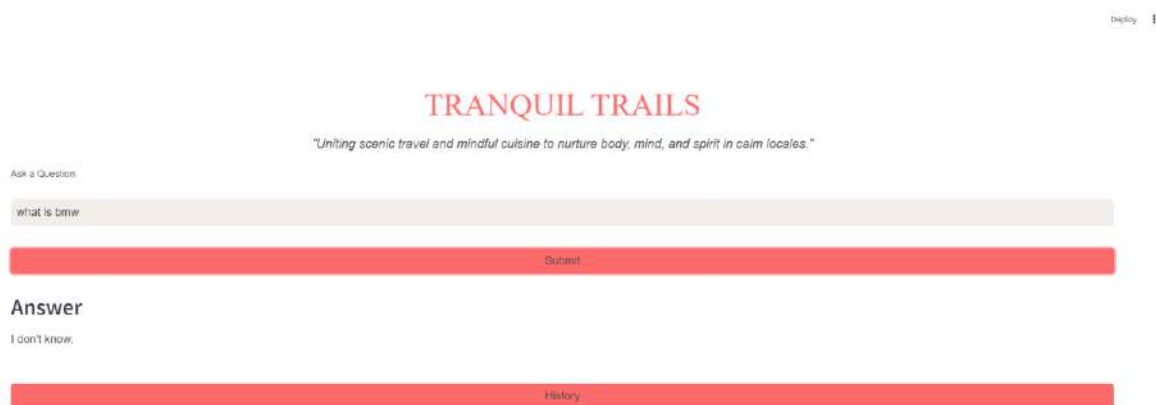 Deploy
TRANQUIL TRAILS
"Uniting scenic travel and mindful cuisine to nurture body, mind, and spirit in calm locales."
Ask a Question
what is bmw
Submit
Answer
I don't know.
History